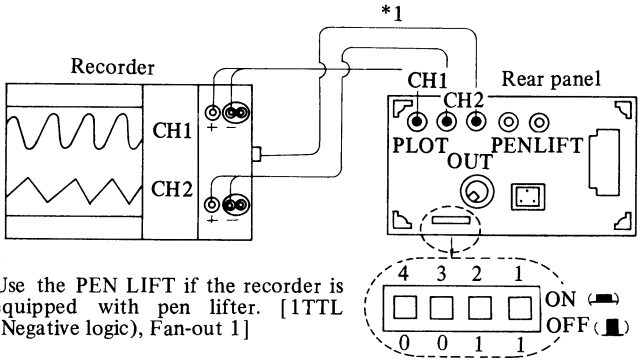 *1
Recorder
CH1
+ −
CH2
+ −
Rear panel
CH1
CH2
PLOT PENLIFT
OUT
Use the PEN LIFT if the recorder is
equipped with pen lifter. [1TTL
(Negative logic), Fan-out 1]
4 3 2 1
ON ( )
OFF ( )
0 0 1 1